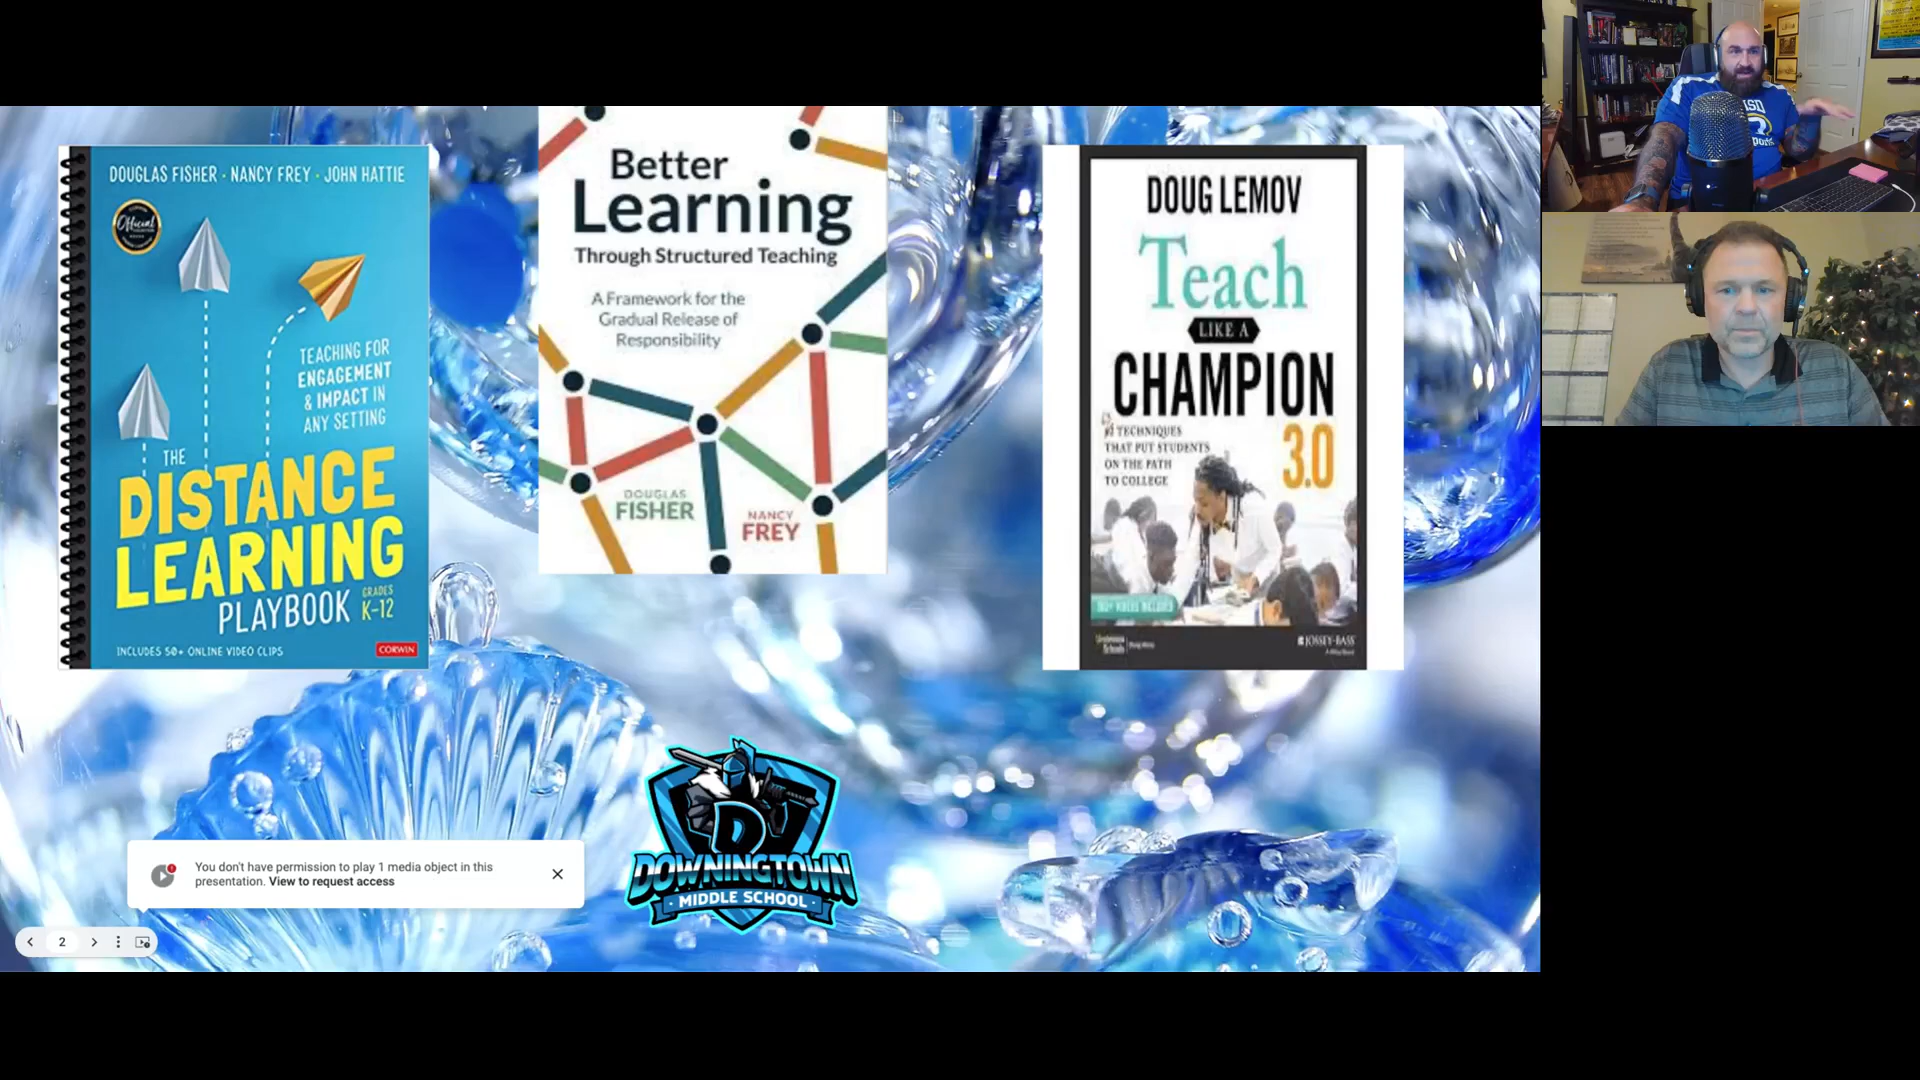 DOUGLAS FISHER · NANCY FREY · JOHN HATTIE
Official
TEACHING FOR
ENGAGEMENT
& IMPACT IN
ANY SETTING
THE
DISTANCE
LEARNING
PLAYBOOK
GRADES
K–12
INCLUDES 50+ ONLINE VIDEO CLIPS
CORWIN
Better
Learning
Through Structured Teaching
A Framework for the
Gradual Release of
Responsibility
DOUGLAS
FISHER
NANCY
FREY
DOUG LEMOV
Teach
LIKE A
CHAMPION
3.0
TECHNIQUES
THAT PUT STUDENTS
ON THE PATH
TO COLLEGE
JOSSEY-BASS
A Wiley Brand
D
DOWNINGTOWN
· MIDDLE SCHOOL ·
You don't have permission to play 1 media object in this
presentation. View to request access
2